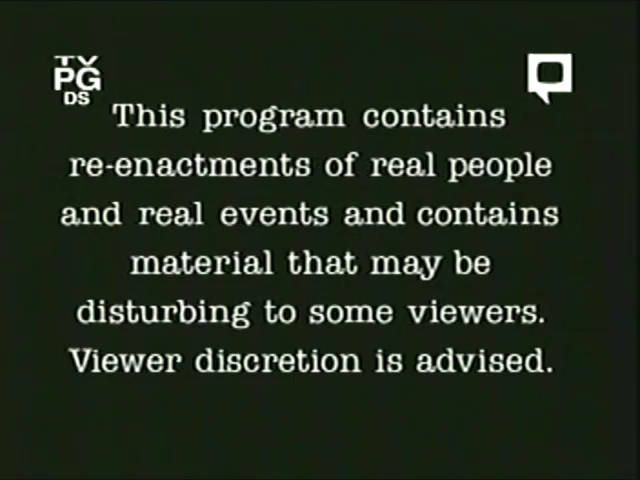 TV
PG
DS
This program contains
re-enactments of real people
and real events and contains
material that may be
disturbing to some viewers.
Viewer discretion is advised.